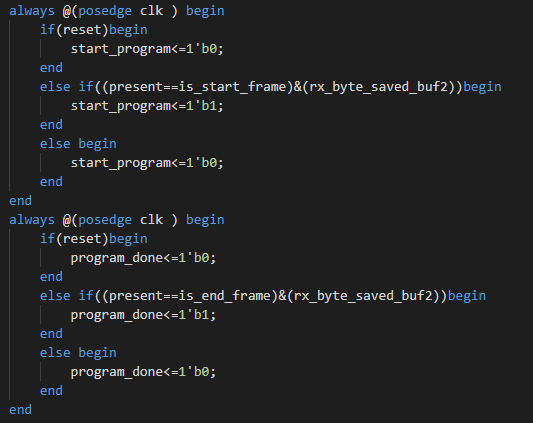 always @(posedge clk ) begin
    if(reset)begin
        start_program<=1'b0;
    end
    else if((present==is_start_frame)&(rx_byte_saved_buf2))begin
        start_program<=1'b1;
    end
    else begin
        start_program<=1'b0;
    end
end
always @(posedge clk ) begin
    if(reset)begin
        program_done<=1'b0;
    end
    else if((present==is_end_frame)&(rx_byte_saved_buf2))begin
        program_done<=1'b1;
    end
    else begin
        program_done<=1'b0;
    end
end